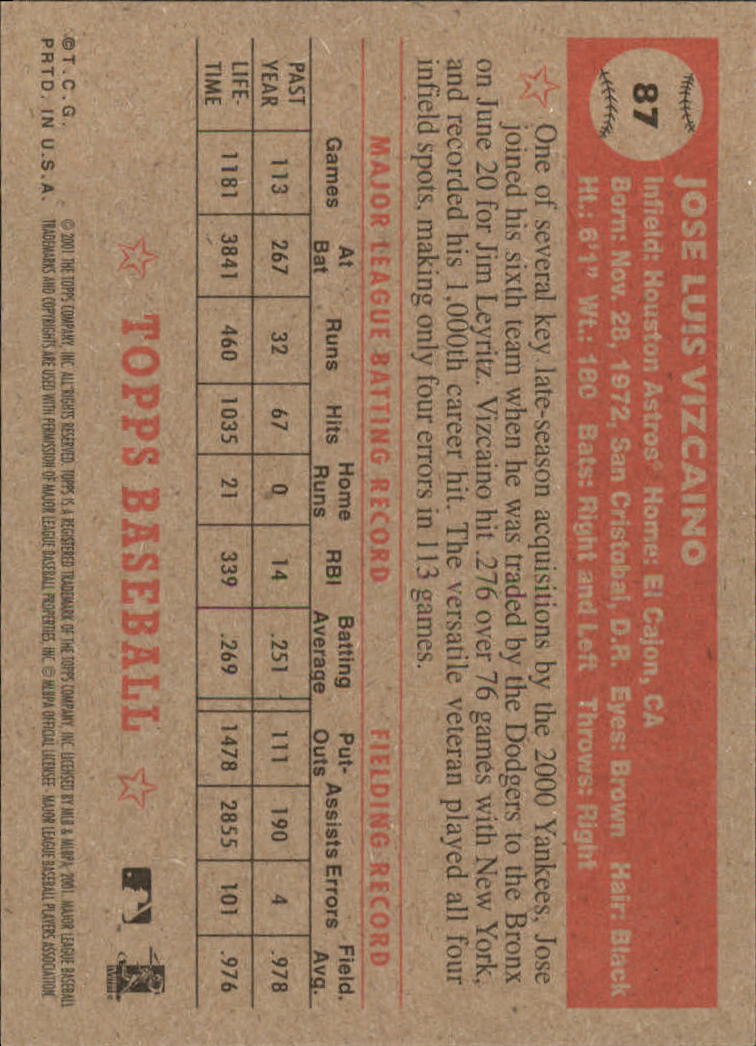 87
JOSE LUIS VIZCAINO
Infield: Houston Astros® Home: El Cajon, CA
Born: Nov. 28, 1972, San Cristobal, D.R. Eyes: Brown Hair: Black
Ht.: 6'1" Wt.: 180 Bats: Right and Left Throws: Right
One of several key late-season acquisitions by the 2000 Yankees, Jose
joined his sixth team when he was traded by the Dodgers to the Bronx
on June 20 for Jim Leyritz. Vizcaino hit .276 over 76 games with New York,
and recorded his 1,000th career hit. The versatile veteran played all four
infield spots, making only four errors in 113 games.
MAJOR LEAGUE BATTING RECORD FIELDING RECORD
Games At Bat Runs Hits Home Runs RBI Batting Average Put-Outs Assists Errors Field. Avg.
PAST YEAR 113 267 32 67 0 14 .251 111 190 4 .978
LIFE-TIME 1181 3841 460 1035 21 339 .269 1478 2855 101 .976
TOPPS BASEBALL
©T.C.G. © 2001 THE TOPPS COMPANY, INC. ALL RIGHTS RESERVED. TOPPS IS A REGISTERED TRADEMARK OF THE TOPPS COMPANY, INC. LICENSED BY MLB & MLBPA 2001. MAJOR LEAGUE BASEBALL
PRTD. IN U.S.A. TRADEMARKS AND COPYRIGHTS ARE USED WITH PERMISSION OF MAJOR LEAGUE BASEBALL PROPERTIES, INC. © MLBPA OFFICIAL LICENSEE - MAJOR LEAGUE BASEBALL PLAYERS ASSOCIATION